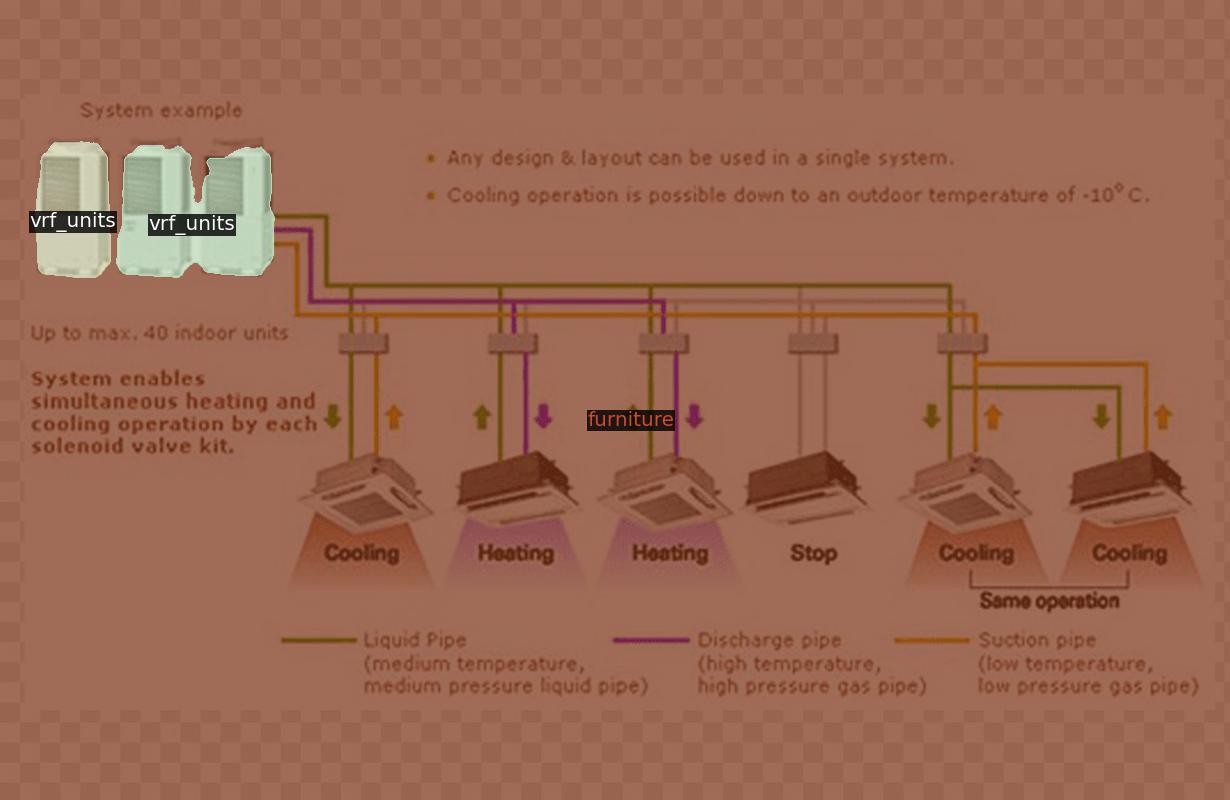 System example
• Any design & layout can be used in a single system.
• Cooling operation is possible down to an outdoor temperature of -10° C.
vrf_units
vrf_units
Up to max. 40 indoor units
System enables
simultaneous heating and
cooling operation by each
solenoid valve kit.
furniture
Cooling
Heating
Heating
Stop
Cooling
Cooling
Same operation
Liquid Pipe
(medium temperature,
medium pressure liquid pipe)
Discharge pipe
(high temperature,
high pressure gas pipe)
Suction pipe
(low temperature,
low pressure gas pipe)